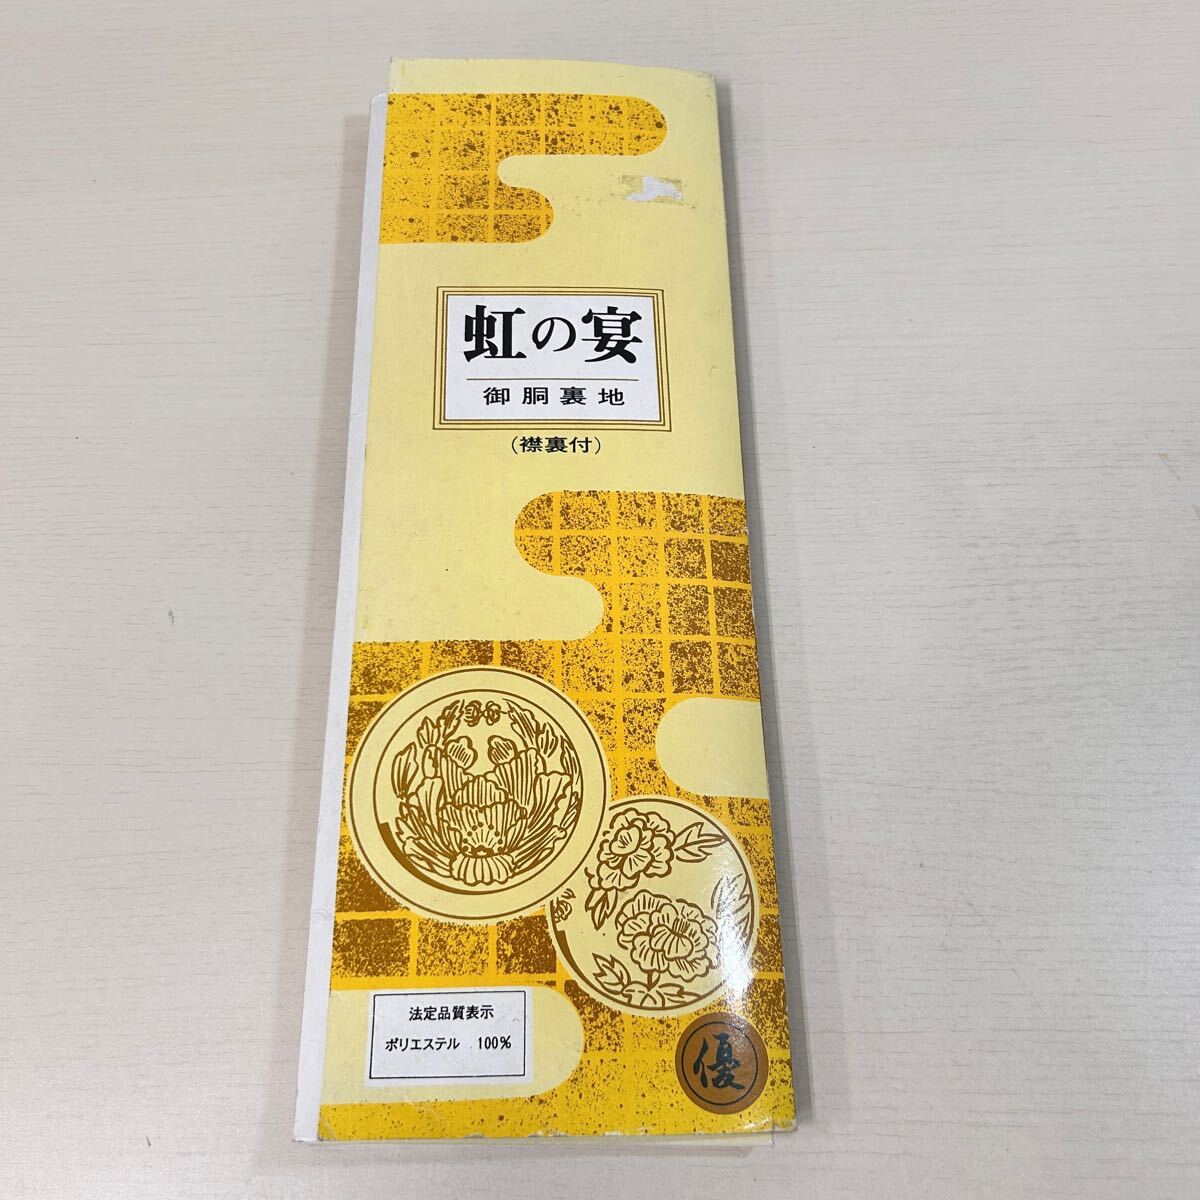 虹の宴
御胴裏地
(襟裏付)
法定品質表示
ポリエステル 100%
優